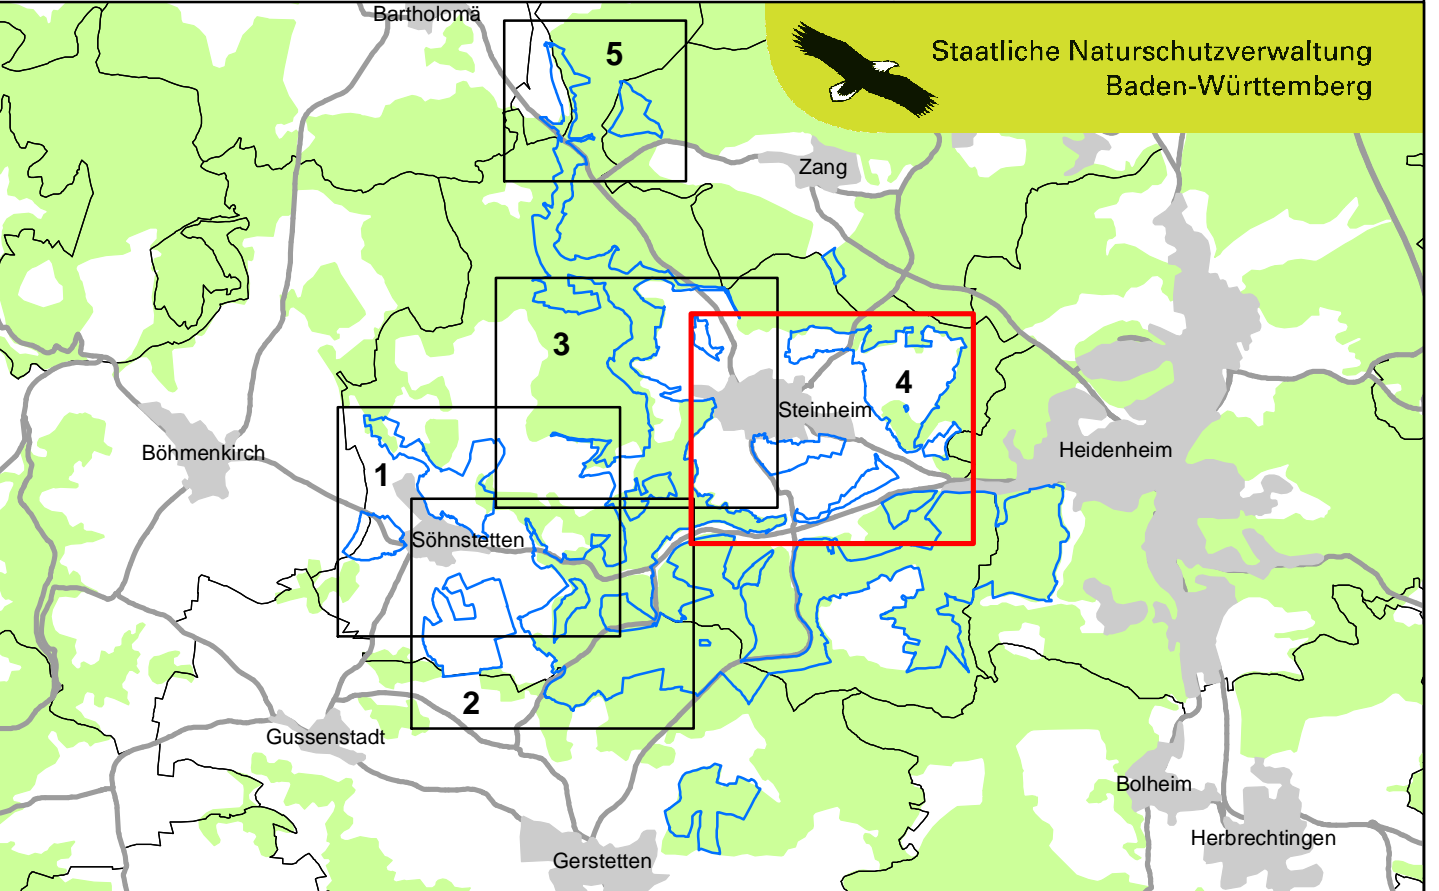 Bartholomä
5
Staatliche Naturschutzverwaltung
Baden-Württemberg
Zang
3
4
Steinheim
Böhmenkirch
Heidenheim
1
Söhnstetten
2
Gussenstadt
Bolheim
Herbrechtingen
Gerstetten